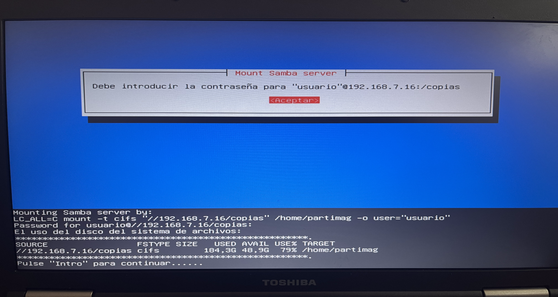 Mount Samba server
Debe introducir la contraseña para "usuario"@192.168.7.16:/copias
<Aceptar>
Mounting Samba server by:
LC_ALL=C mount -t cifs "//192.168.7.16/copias" /home/partimag -o user="usuario"
Password for usuario@//192.168.7.16/copias:
El uso del disco del sistema de archivos:
*****************************************************.
SOURCE FSTYPE SIZE USED AVAIL USE% TARGET
//192.168.7.16/copias cifs 184,3G 48,9G 79% /home/partimag
*****************************************************.
Pulse "Intro" para continuar......
TOSHIBA